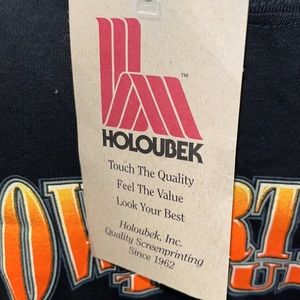 TM
HOLOUBEK
Touch The Quality
Feel The Value
Look Your Best
Holoubek, Inc.
Quality Screenprinting
Since 1962